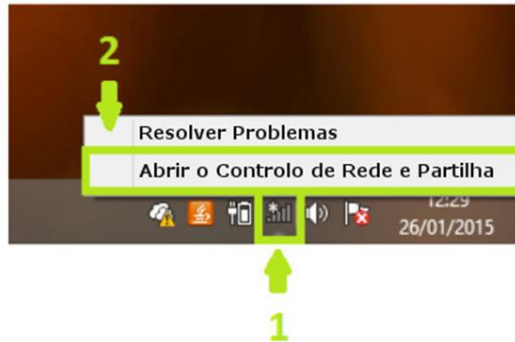 2
Resolver Problemas
Abrir o Controlo de Rede e Partilha
12:29
26/01/2015
1